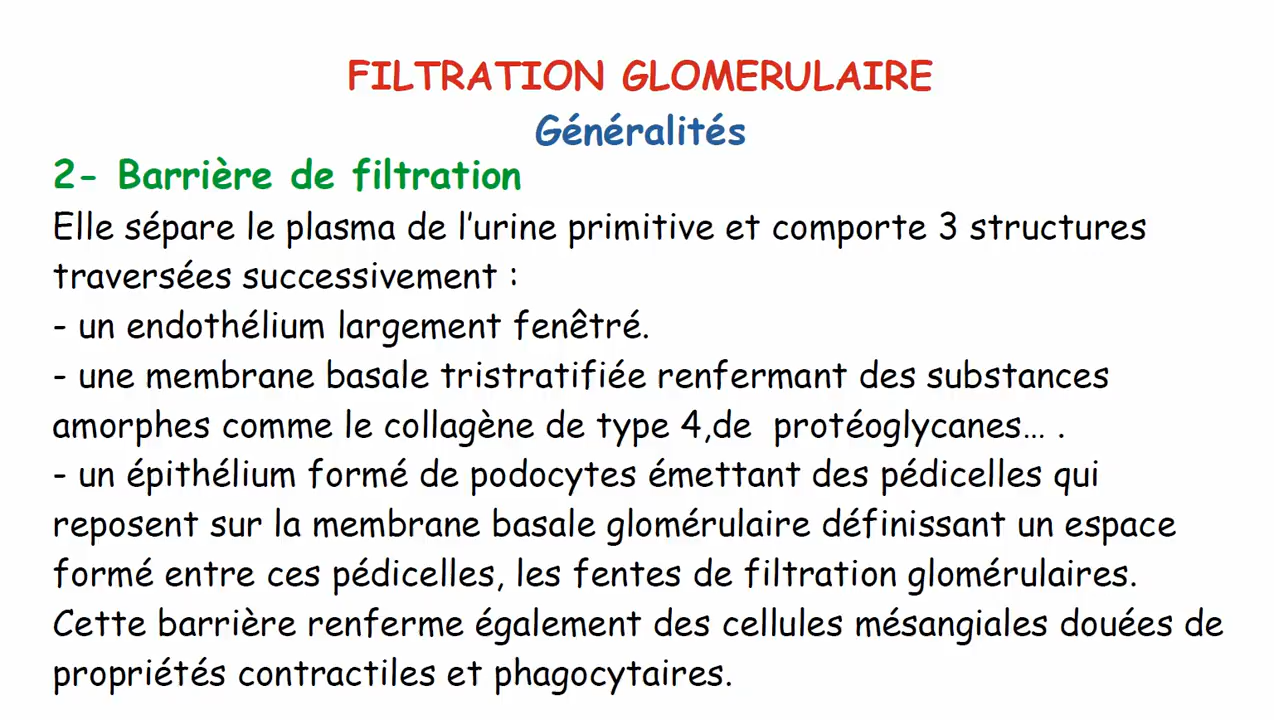 FILTRATION GLOMERULAIRE
Généralités
2- Barrière de filtration
Elle sépare le plasma de l’urine primitive et comporte 3 structures
traversées successivement :
- un endothélium largement fenêtré.
- une membrane basale tristratifiée renfermant des substances
amorphes comme le collagène de type 4,de  protéoglycanes… .
- un épithélium formé de podocytes émettant des pédicelles qui
reposent sur la membrane basale glomérulaire définissant un espace
formé entre ces pédicelles, les fentes de filtration glomérulaires.
Cette barrière renferme également des cellules mésangiales douées de
propriétés contractiles et phagocytaires.